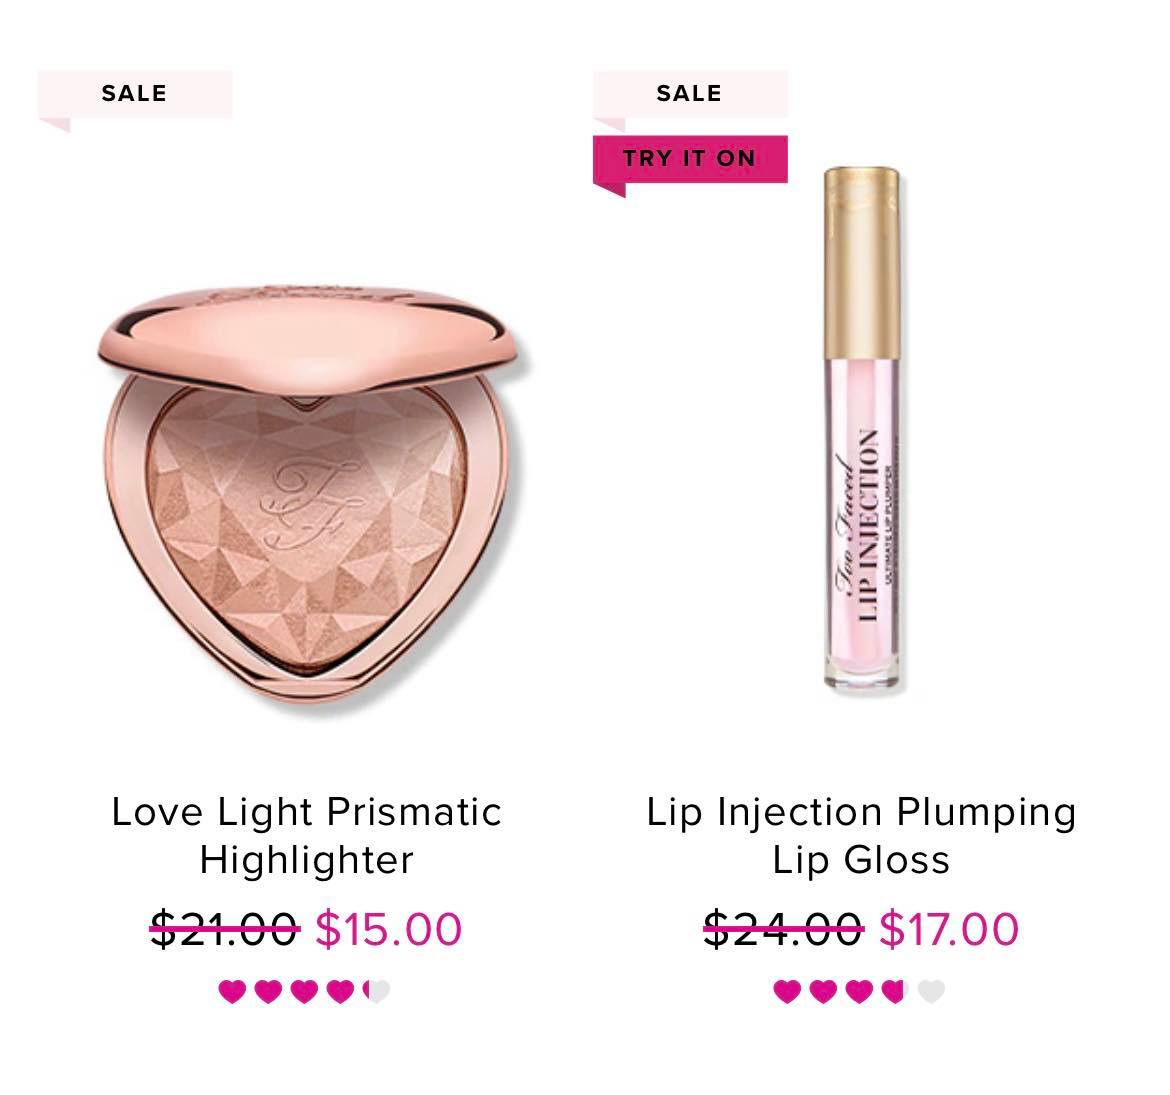 SALE
Love Light Prismatic
Highlighter
$21.00 $15.00
SALE
TRY IT ON
Too Faced
LIP INJECTION
ULTIMATE LIP PLUMPER
Lip Injection Plumping
Lip Gloss
$24.00 $17.00